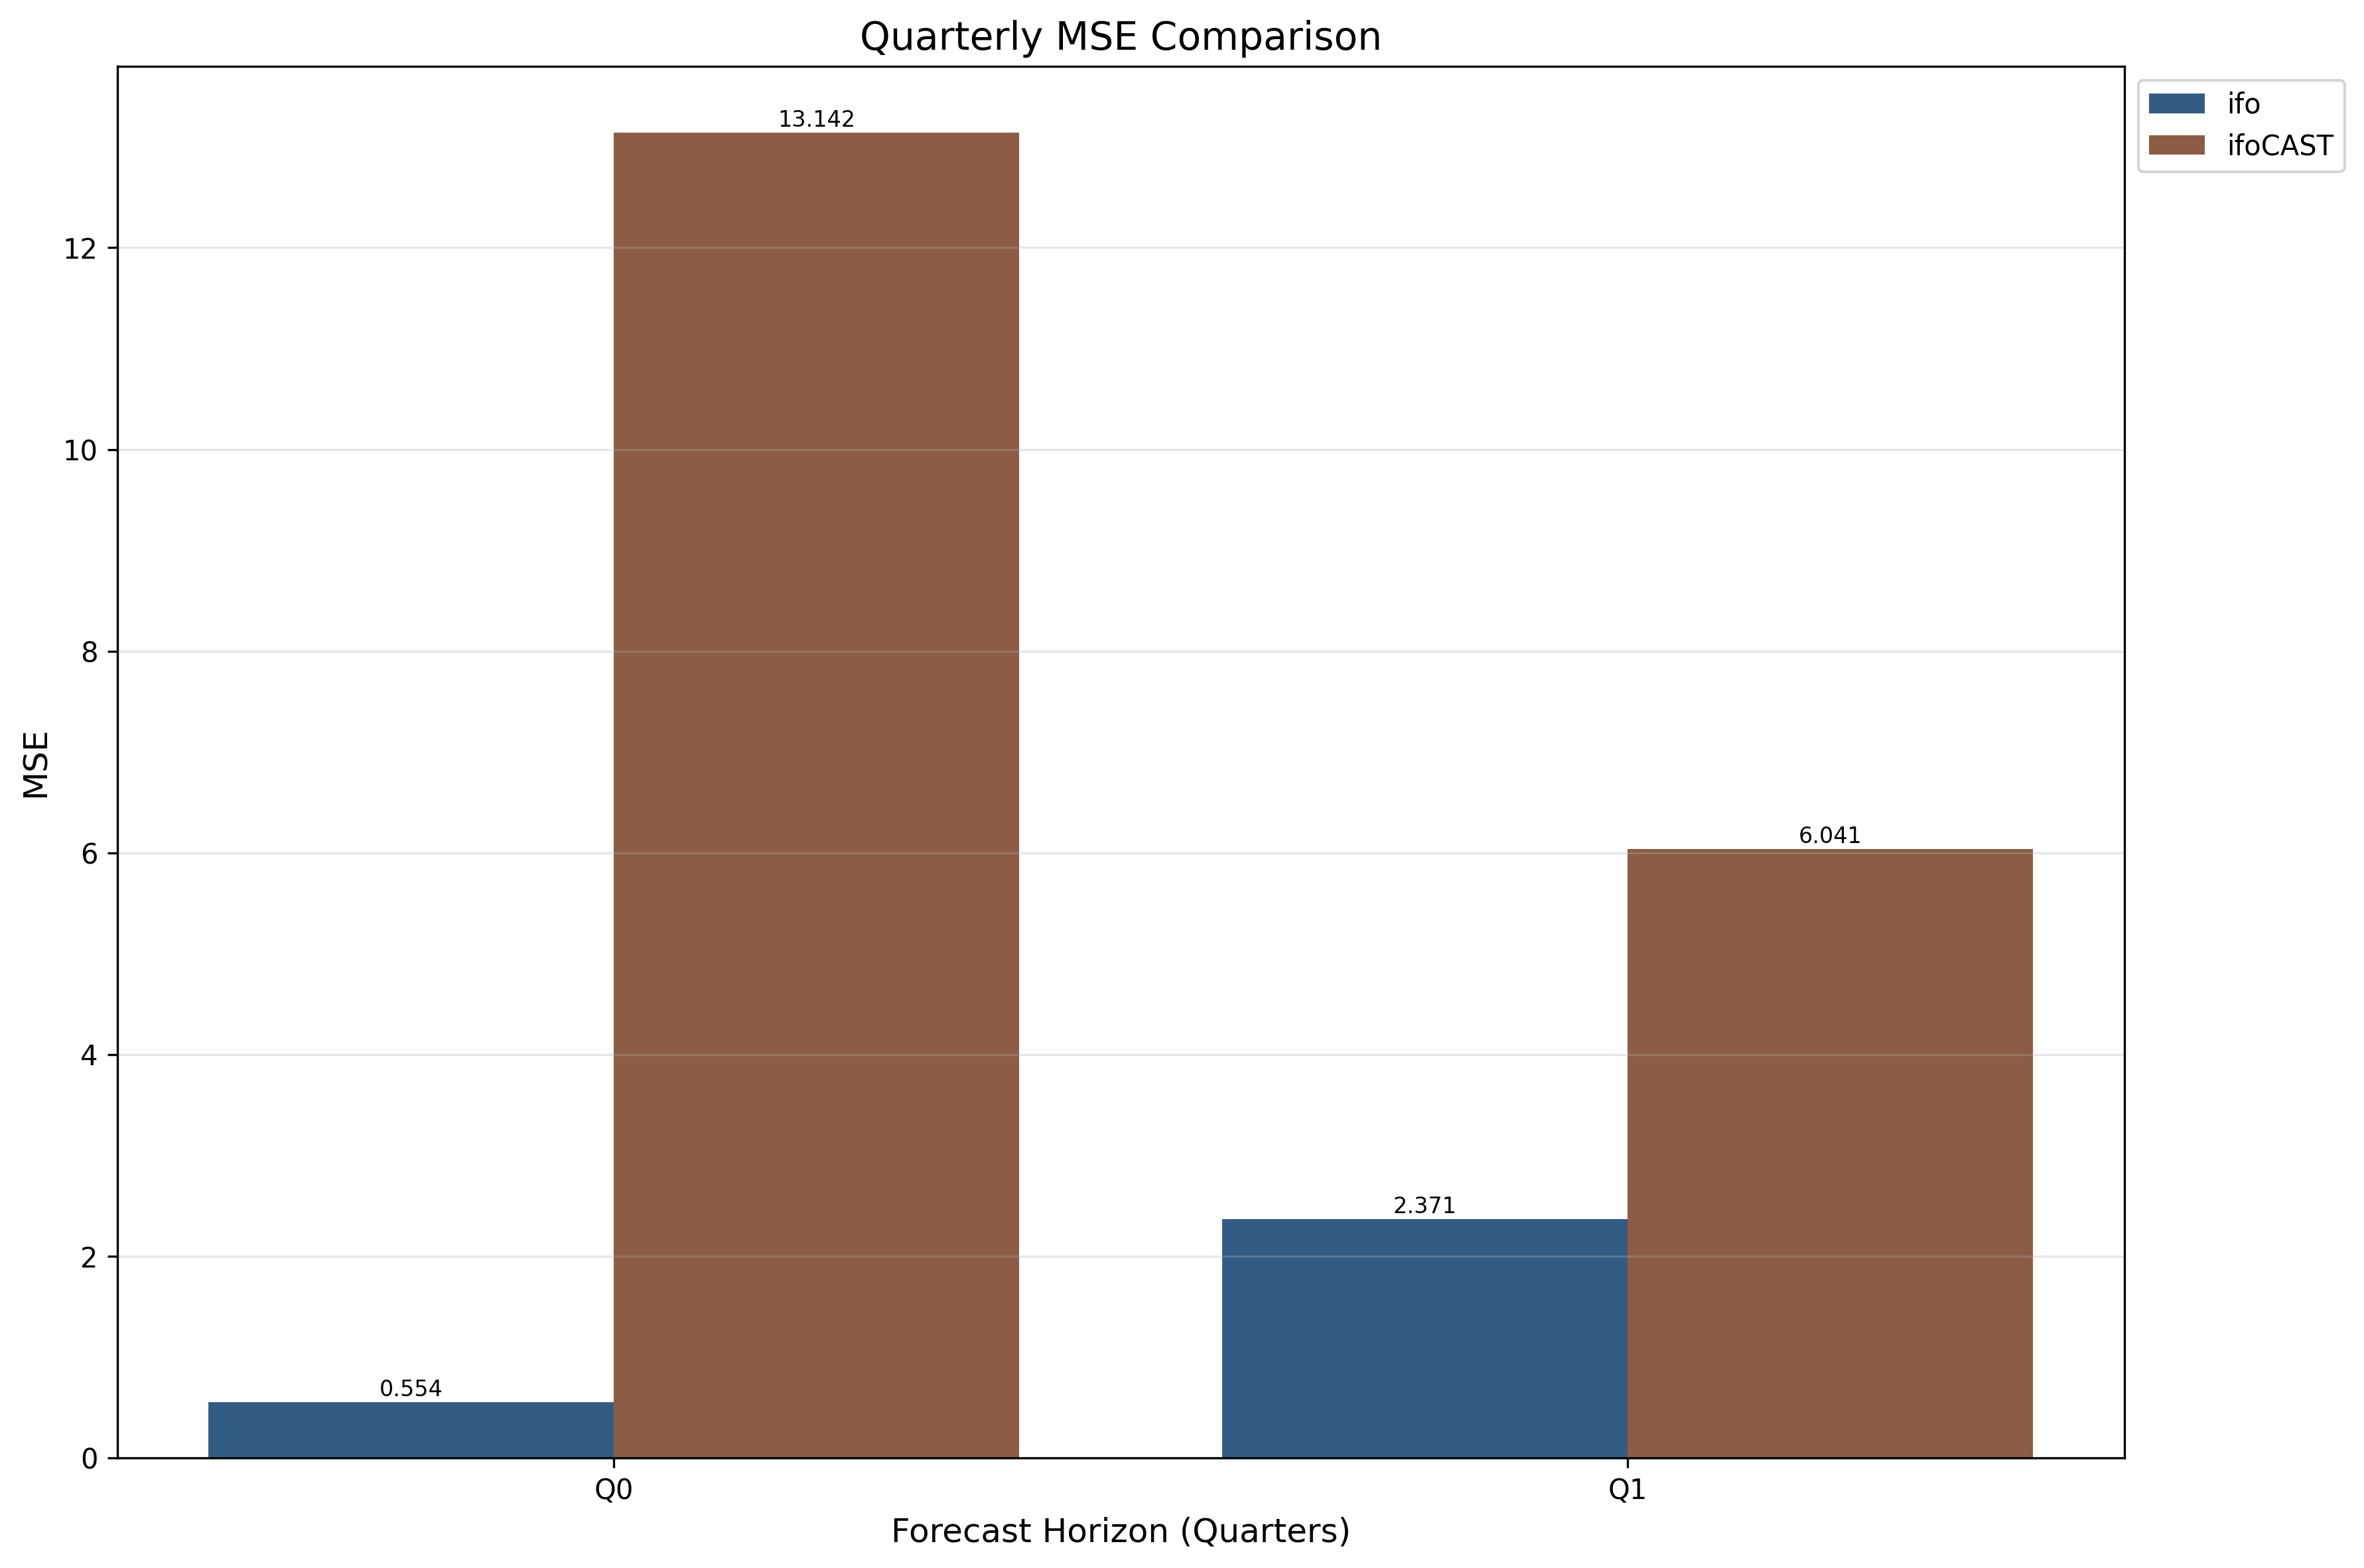 Quarterly MSE Comparison
ifo
ifoCAST
13.142
12
10
8
6.041
6
4
2.371
2
0.554
0
MSE
Q0
Q1
Forecast Horizon (Quarters)